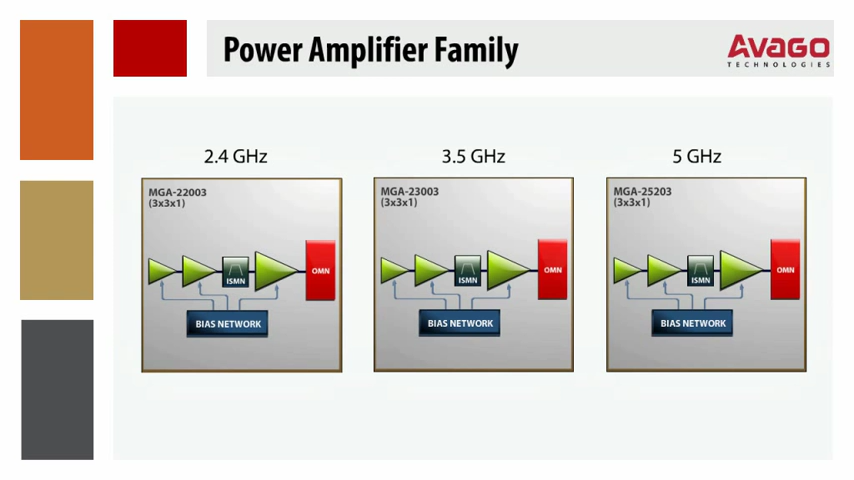 Power Amplifier Family
AVAGO
TECHNOLOGIES
2.4 GHz
3.5 GHz
5 GHz
MGA-22003
(3x3x1)
ISMN
OMN
BIAS NETWORK
MGA-23003
(3x3x1)
ISMN
OMN
BIAS NETWORK
MGA-25203
(3x3x1)
ISMN
OMN
BIAS NETWORK